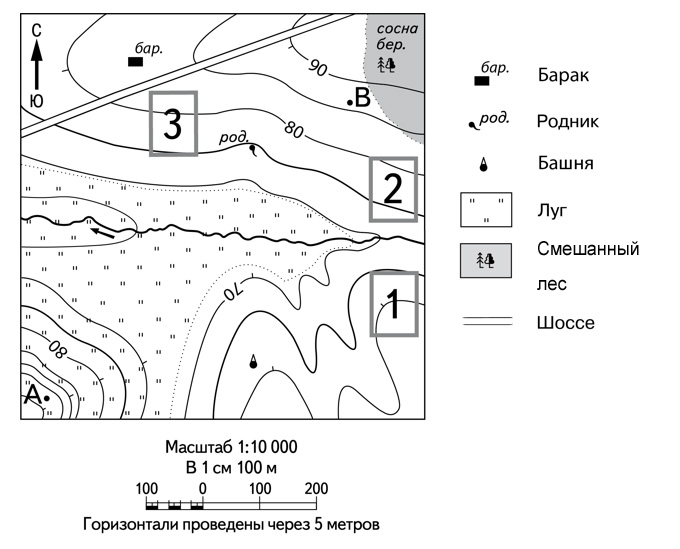 С
Ю
бар.
сосна
бер.
90
В
3
род.
80
2
70
1
80
А
бар.
Барак
род.
Родник
Башня
Луг
Смешанный
лес
Шоссе
Масштаб 1:10 000
В 1 см 100 м
100 0 100 200
Горизонтали проведены через 5 метров